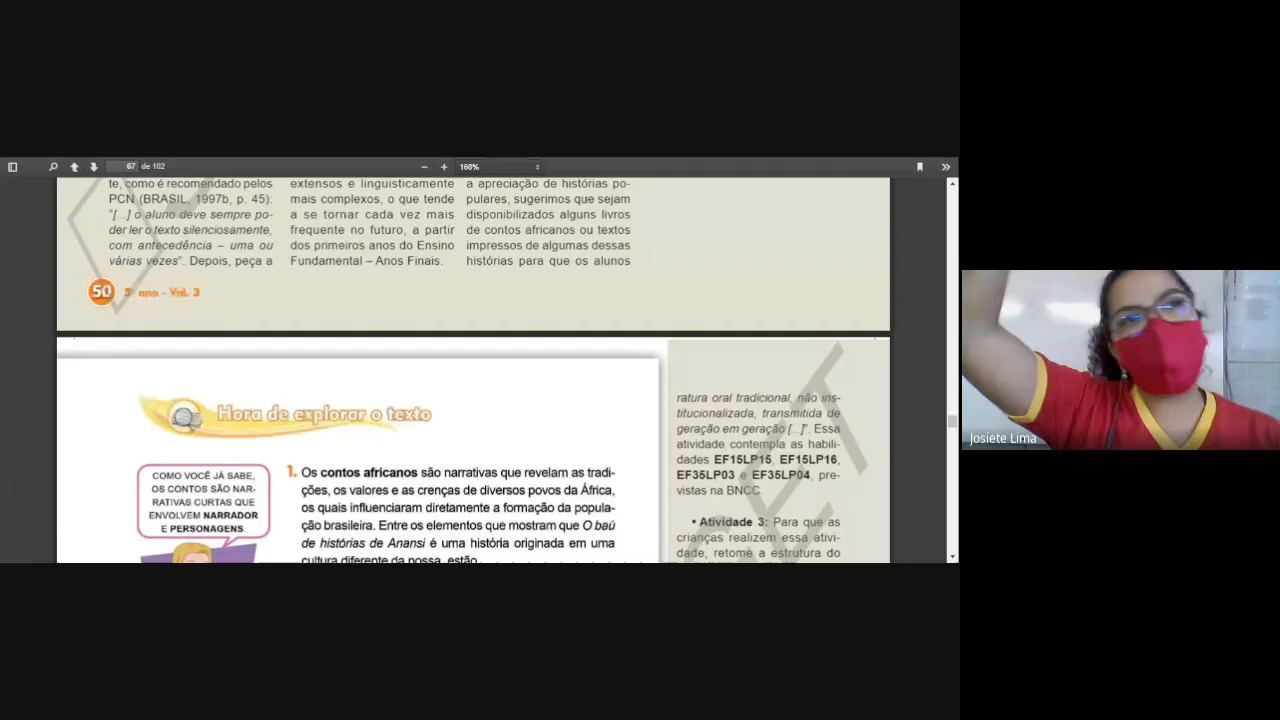 67 de 102
160%
te, como é recomendado pelos
PCN (BRASIL, 1997b, p. 45):
"[...] o aluno deve sempre po-
der ler o texto silenciosamente,
com antecedência – uma ou
várias vezes". Depois, peça a
extensos e linguisticamente
mais complexos, o que tende
a se tornar cada vez mais
frequente no futuro, a partir
dos primeiros anos do Ensino
Fundamental – Anos Finais.
a apreciação de histórias po-
pulares, sugerimos que sejam
disponibilizados alguns livros
de contos africanos ou textos
impressos de algumas dessas
histórias para que os alunos
50 5º ano - Vol. 3
Hora de explorar o texto
COMO VOCÊ JÁ SABE,
OS CONTOS SÃO NAR-
RATIVAS CURTAS QUE
ENVOLVEM NARRADOR
E PERSONAGENS.
1. Os contos africanos são narrativas que revelam as tradi-
ções, os valores e as crenças de diversos povos da África,
os quais influenciaram diretamente a formação da popula-
ção brasileira. Entre os elementos que mostram que O baú
de histórias de Anansi é uma história originada em uma
cultura diferente da nossa, estão
ratura oral tradicional, não ins-
titucionalizada, transmitida de
geração em geração [...]". Essa
atividade contempla as habili-
dades EF15LP15, EF15LP16,
EF35LP03 e EF35LP04, pre-
vistas na BNCC.
• Atividade 3: Para que as
crianças realizem essa ativi-
dade, retome a estrutura do
Josiete Lima